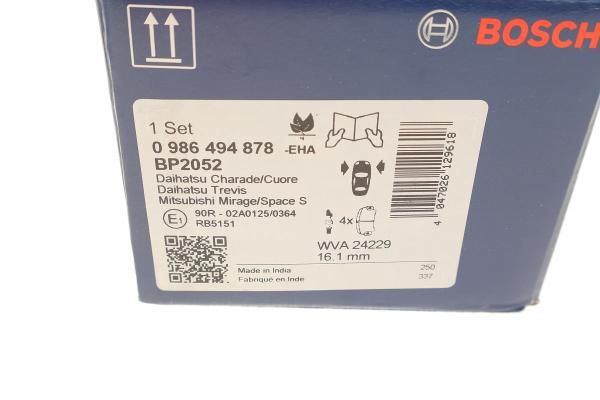 BOSCH
1 Set
0 986 494 878 -EHA
BP2052
Daihatsu Charade/Cuore
Daihatsu Trevis
Mitsubishi Mirage/Space S
E1 90R - 02A0125/0364
RB5151
4x
WVA 24229
16.1 mm
Made in India
Fabriqué en Inde
250
337
4 047026 129618